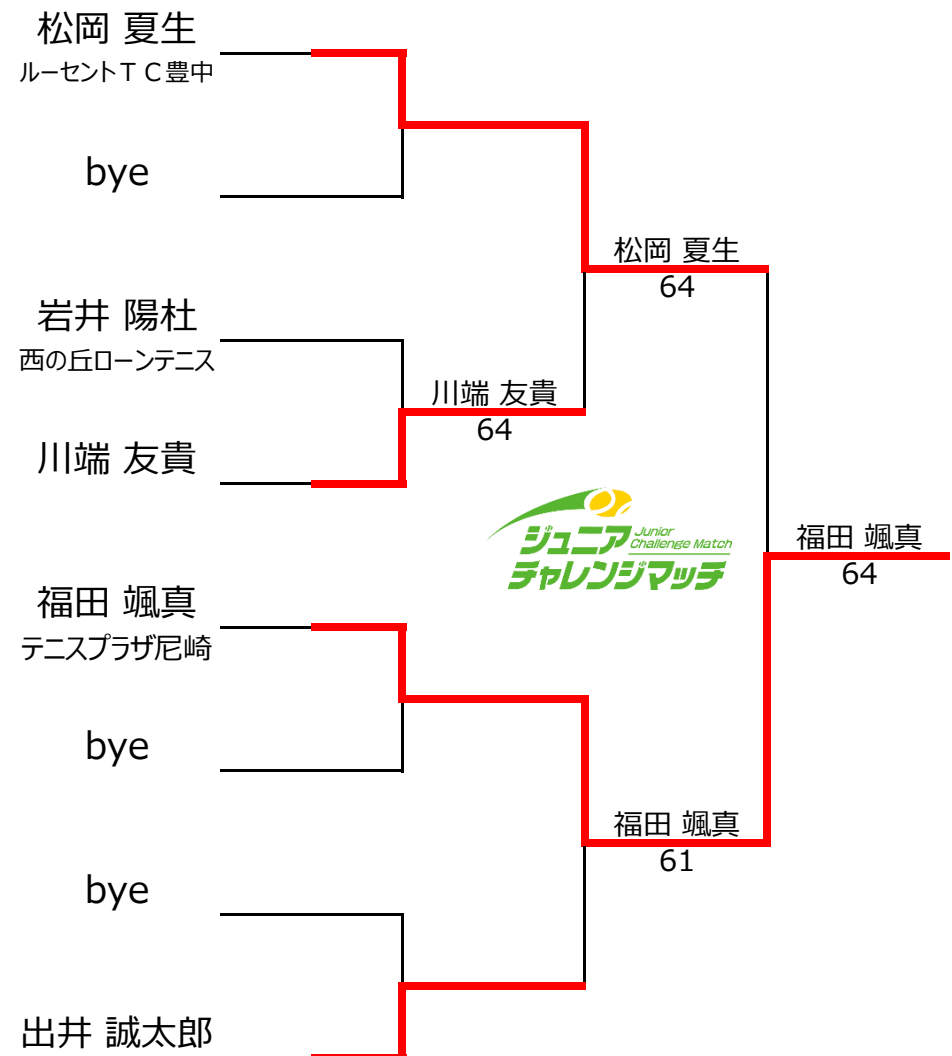 松岡 夏生
ルーセントＴＣ豊中
bye
松岡 夏生
64
岩井 陽杜
西の丘ローンテニス
川端 友貴
64
川端 友貴
ジュニア Junior Challenge Match
チャレンジマッチ
福田 颯真
64
福田 颯真
テニスプラザ尼崎
bye
福田 颯真
61
bye
出井 誠太郎